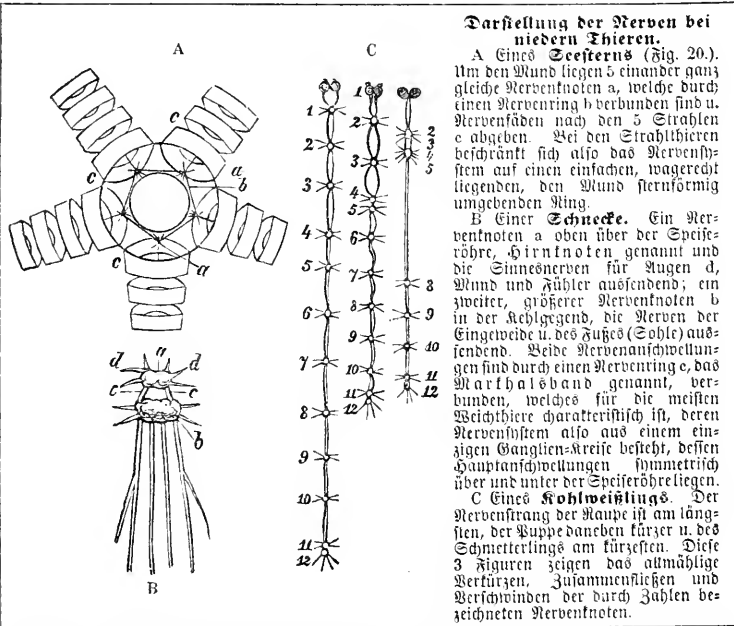 Darstellung der Nerven bei
niedern Thieren.
A Eines Seesterns (Fig. 20.).
Um den Mund liegen 5 einander ganz
gleiche Nervenknoten a, welche durch
einen Nervenring b verbunden sind u.
Nervenfäden nach den 5 Strahlen
c abgeben. Bei den Strahlthieren
beschränkt sich also das Nervensy-
stem auf einen einfachen, wagerecht
liegenden, den Mund sternförmig
umgebenden Ring.
B Einer Schnecke. Ein Ner-
venknoten a oben über der Speise-
röhre, Hirnknoten genannt und
die Sinnesnerven für Augen d,
Mund und Fühler aussendend; ein
zweiter, größerer Nervenknoten b
in der Kehlgegend, die Nerven der
Eingeweide u. des Fußes (Sohle) aus-
sendend. Beide Nervenanschwellun-
gen sind durch einen Nervenring c, das
Markhalsband genannt, ver-
bunden, welches für die meisten
Weichthiere charakteristisch ist, deren
Nervensystem also aus einem ein-
zigen Ganglien-Kreise besteht, dessen
Hauptanschwellungen symmetrisch
über und unter der Speiseröhre liegen.
C Eines Kohlweißlings. Der
Nervenstrang der Raupe ist am läng-
sten, der Puppe daneben kürzer u. des
Schmetterlings am kürzesten. Diese
3 Figuren zeigen das allmählige
Verkürzen, Zusammenfließen und
Verschwinden der durch Zahlen be-
zeichneten Nervenknoten.
A
c
a
b
c
c
a
a
d
d
c
c
b
B
C
1
2
3
4
5
6
7
8
9
10
11
12
1
2
3
4
5
6
7
8
9
10
11
12
2
3
4
5
8
9
10
11
12